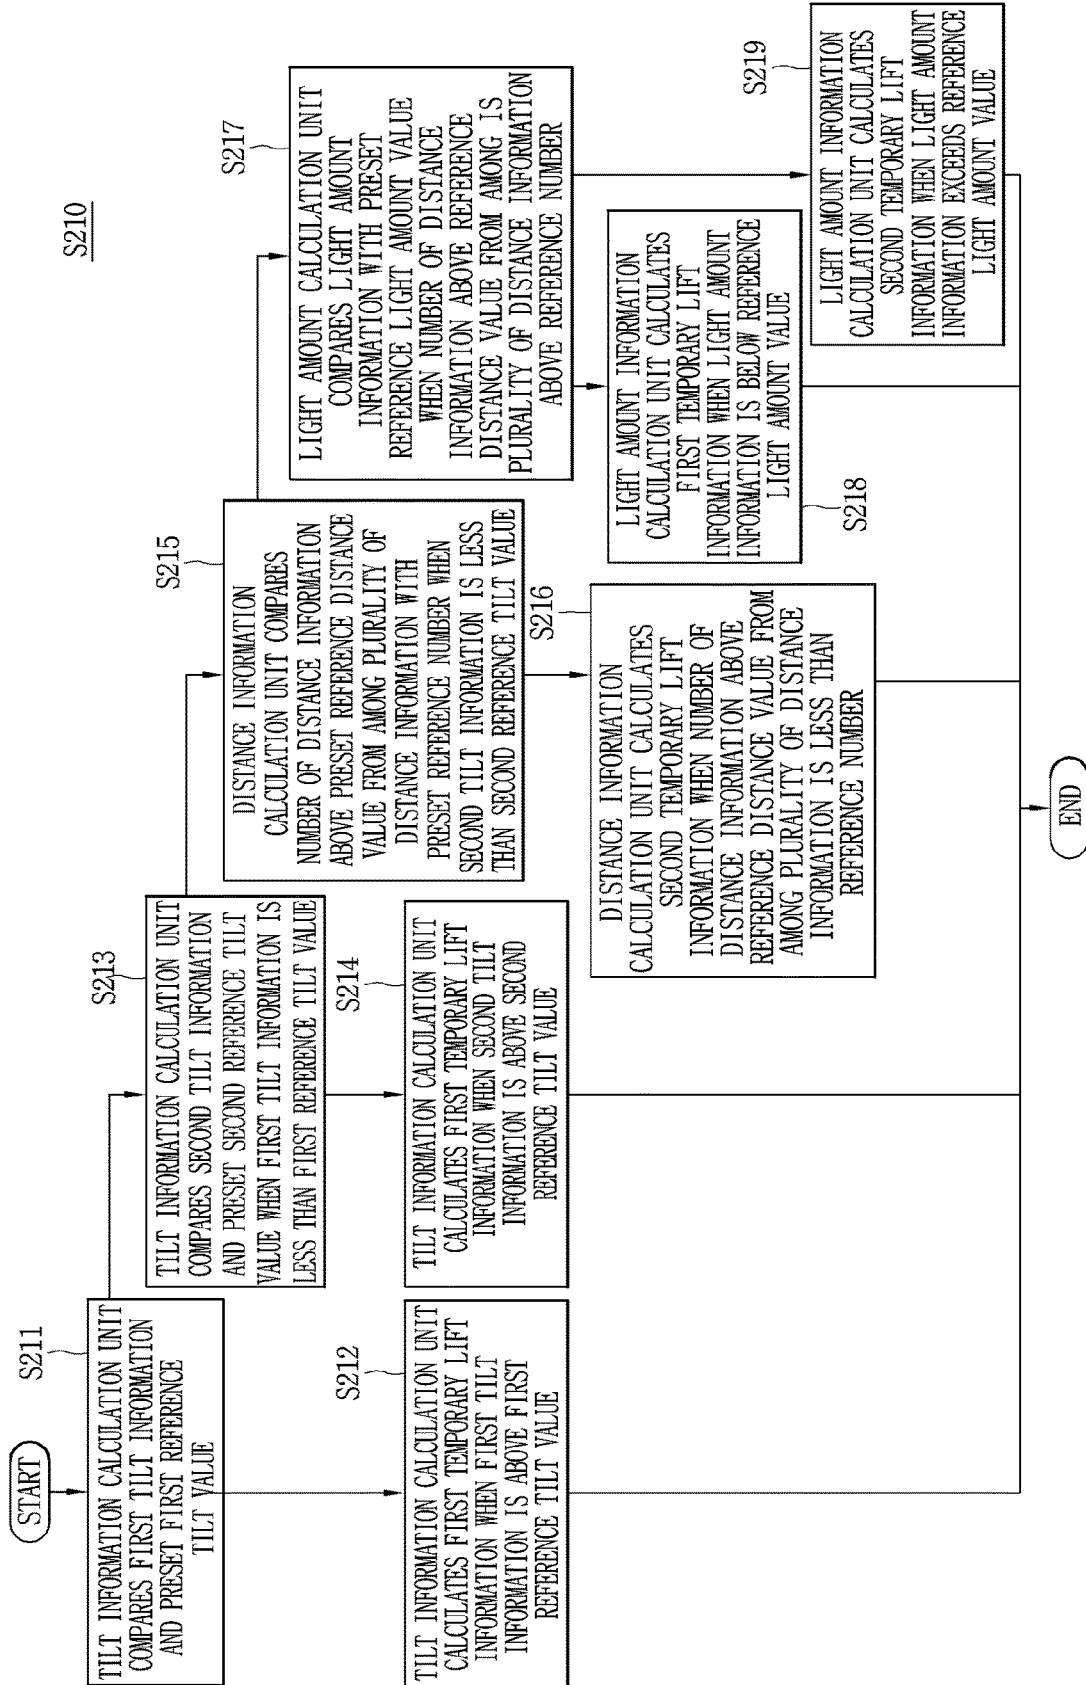 S210
START
S211
TILT INFORMATION CALCULATION UNIT
COMPARES FIRST TILT INFORMATION
AND PRESET FIRST REFERENCE
TILT VALUE
S212
TILT INFORMATION CALCULATION UNIT
CALCULATES FIRST TEMPORARY LIFT
INFORMATION WHEN FIRST TILT
INFORMATION IS ABOVE FIRST
REFERENCE TILT VALUE
S213
TILT INFORMATION CALCULATION UNIT
COMPARES SECOND TILT INFORMATION
AND PRESET SECOND REFERENCE TILT
VALUE WHEN FIRST TILT INFORMATION IS
LESS THAN FIRST REFERENCE TILT VALUE
S214
TILT INFORMATION CALCULATION UNIT
CALCULATES FIRST TEMPORARY LIFT
INFORMATION WHEN SECOND TILT
INFORMATION IS ABOVE SECOND
REFERENCE TILT VALUE
S215
DISTANCE INFORMATION
CALCULATION UNIT COMPARES
NUMBER OF DISTANCE INFORMATION
ABOVE PRESET REFERENCE DISTANCE
VALUE FROM AMONG PLURALITY OF
DISTANCE INFORMATION WITH
PRESET REFERENCE NUMBER WHEN
SECOND TILT INFORMATION IS LESS
THAN SECOND REFERENCE TILT VALUE
S216
DISTANCE INFORMATION
CALCULATION UNIT CALCULATES
SECOND TEMPORARY LIFT
INFORMATION WHEN NUMBER OF
DISTANCE INFORMATION ABOVE
REFERENCE DISTANCE VALUE FROM
AMONG PLURALITY OF DISTANCE
INFORMATION IS LESS THAN
REFERENCE NUMBER
S217
LIGHT AMOUNT CALCULATION UNIT
COMPARES LIGHT AMOUNT
INFORMATION WITH PRESET
REFERENCE LIGHT AMOUNT VALUE
WHEN NUMBER OF DISTANCE
INFORMATION ABOVE REFERENCE
DISTANCE VALUE FROM AMONG IS
PLURALITY OF DISTANCE INFORMATION
ABOVE REFERENCE NUMBER
S218
LIGHT AMOUNT INFORMATION
CALCULATION UNIT CALCULATES
FIRST TEMPORARY LIFT
INFORMATION WHEN LIGHT AMOUNT
INFORMATION IS BELOW REFERENCE
LIGHT AMOUNT VALUE
S219
LIGHT AMOUNT INFORMATION
CALCULATION UNIT CALCULATES
SECOND TEMPORARY LIFT
INFORMATION WHEN LIGHT AMOUNT
INFORMATION EXCEEDS REFERENCE
LIGHT AMOUNT VALUE
END